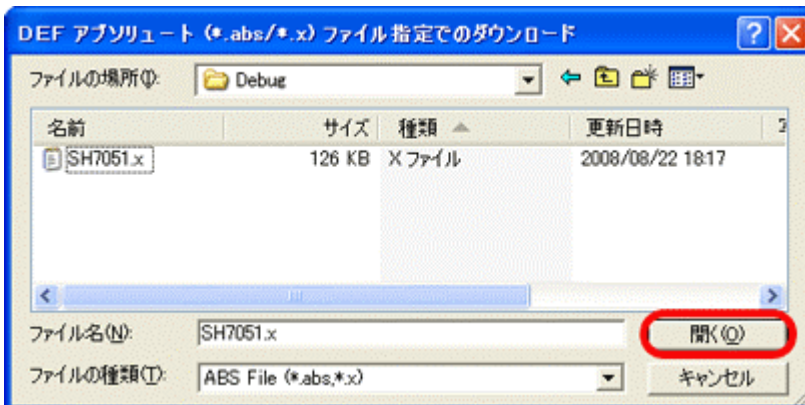 DEF アブソリュート (*.abs/*.x) ファイル指定でのダウンロード
ファイルの場所(I):
Debug
名前 サイズ 種類 更新日時
SH7051.x 126 KB X ファイル 2008/08/22 18:17
ファイル名(N): SH7051.x 開く(O)
ファイルの種類(T): ABS File (*.abs,*.x) キャンセル